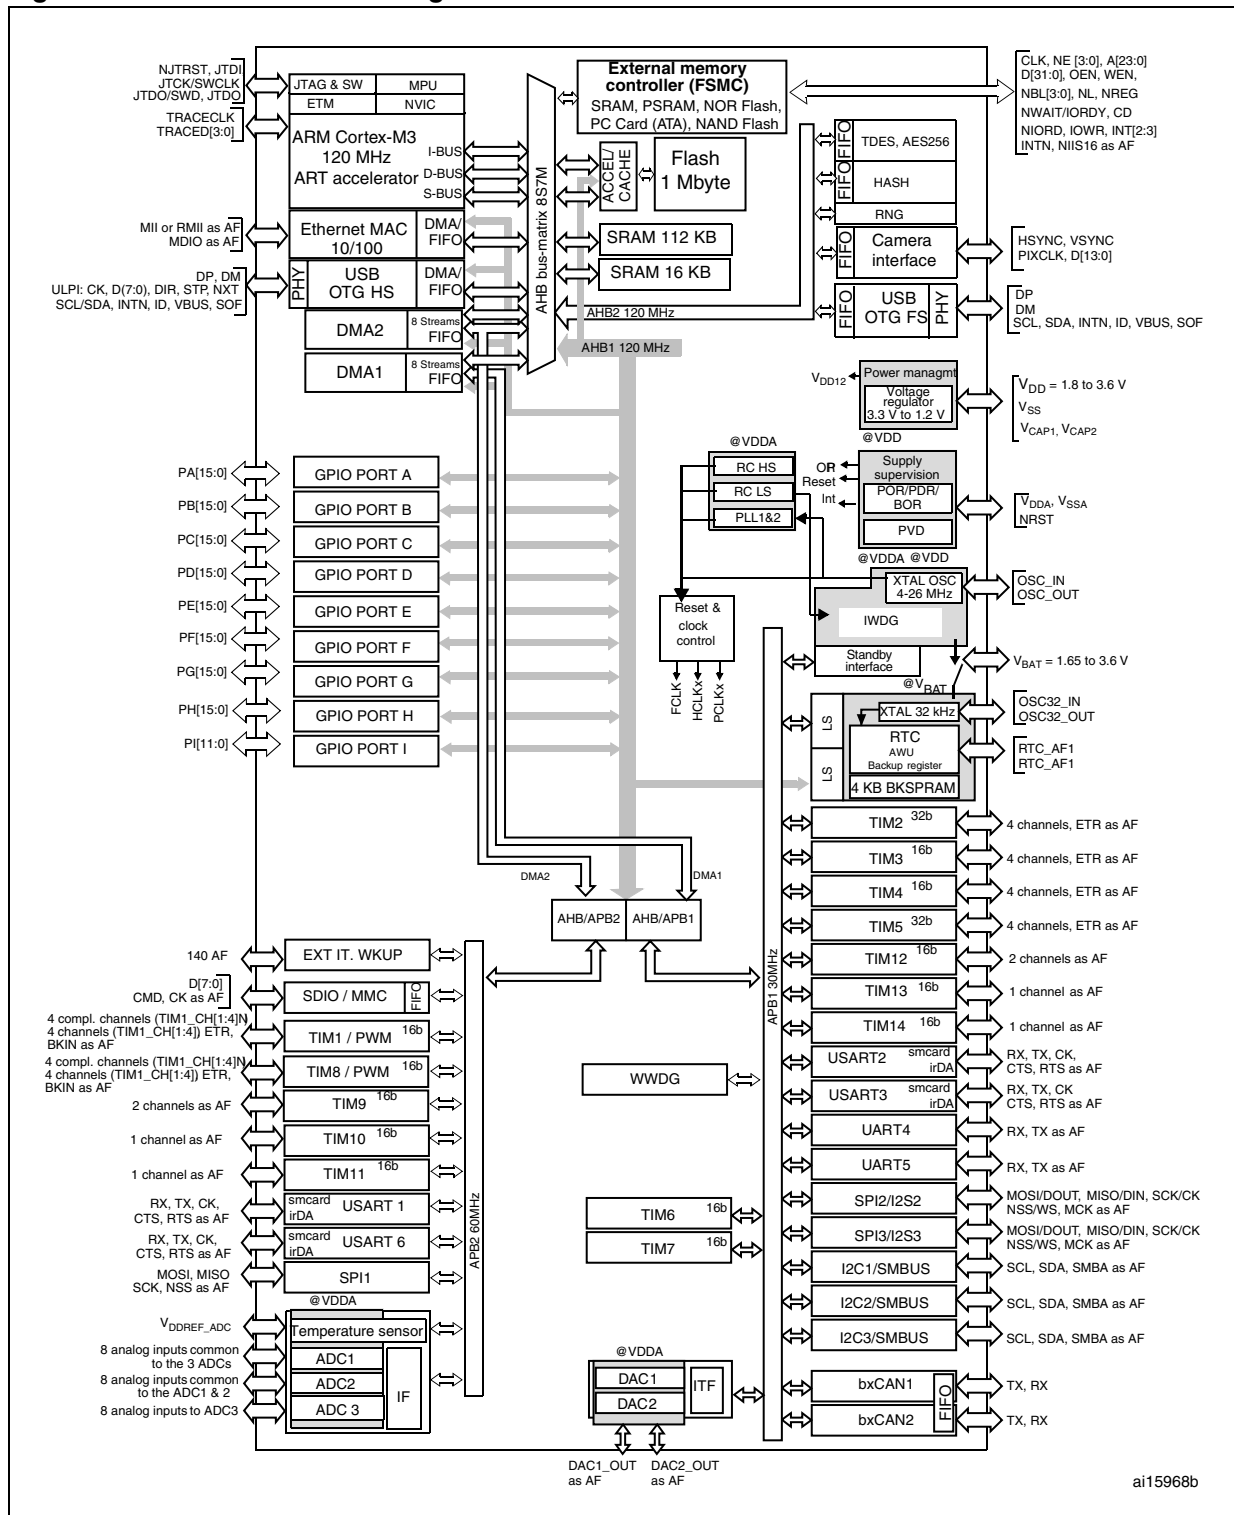 NJTRST, JTDI
JTCK/SWCLK
JTDO/SWD, JTDO
TRACECLK
TRACED[3:0]
JTAG & SW
MPU
ETM
NVIC
ARM Cortex-M3
120 MHz
ART accelerator
I-BUS
D-BUS
S-BUS
MII or RMII as AF
MDIO as AF
Ethernet MAC
10/100
DMA/
FIFO
DP, DM
ULPI: CK, D(7:0), DIR, STP, NXT
SCL/SDA, INTN, ID, VBUS, SOF
PHY
USB
OTG HS
DMA/
FIFO
DMA2
8 Streams
FIFO
DMA1
8 Streams
FIFO
AHB bus-matrix 8S7M
External memory
controller (FSMC)
SRAM, PSRAM, NOR Flash,
PC Card (ATA), NAND Flash
CLK, NE [3:0], A[23:0]
D[31:0], OEN, WEN,
NBL[3:0], NL, NREG
NWAIT/IORDY, CD
NIORD, IOWR, INT[2:3]
INTN, NIIS16 as AF
ACCEL/
CACHE
Flash
1 Mbyte
SRAM 112 KB
SRAM 16 KB
AHB2 120 MHz
AHB1 120 MHz
FIFO
TDES, AES256
FIFO
HASH
RNG
FIFO
Camera
interface
HSYNC, VSYNC
PIXCLK, D[13:0]
FIFO
USB
OTG FS
PHY
DP
DM
SCL, SDA, INTN, ID, VBUS, SOF
VDD12
Power managmt
Voltage
regulator
3.3 V to 1.2 V
@VDD
VDD = 1.8 to 3.6 V
VSS
VCAP1, VCAP2
@VDDA
RC HS
RC LS
PLL1&2
OR
Reset
Int
Supply
supervision
POR/PDR/
BOR
PVD
VDDA, VSSA
NRST
@VDDA @VDD
XTAL OSC
4-26 MHz
OSC_IN
OSC_OUT
IWDG
Reset &
clock
control
FCLK
HCLKx
PCLKx
Standby
interface
VBAT = 1.65 to 3.6 V
@VBAT
LS
LS
XTAL 32 kHz
OSC32_IN
OSC32_OUT
RTC
AWU
Backup register
RTC_AF1
RTC_AF1
4 KB BKSPRAM
PA[15:0]
GPIO PORT A
PB[15:0]
GPIO PORT B
PC[15:0]
GPIO PORT C
PD[15:0]
GPIO PORT D
PE[15:0]
GPIO PORT E
PF[15:0]
GPIO PORT F
PG[15:0]
GPIO PORT G
PH[15:0]
GPIO PORT H
PI[11:0]
GPIO PORT I
DMA2
DMA1
AHB/APB2
AHB/APB1
140 AF
EXT IT. WKUP
D[7:0]
CMD, CK as AF
SDIO / MMC
FIFO
4 compl. channels (TIM1_CH[1:4]N
4 channels (TIM1_CH[1:4]) ETR,
BKIN as AF
TIM1 / PWM 16b
4 compl. channels (TIM1_CH[1:4]N
4 channels (TIM1_CH[1:4]) ETR,
BKIN as AF
TIM8 / PWM 16b
2 channels as AF
TIM9 16b
1 channel as AF
TIM10 16b
1 channel as AF
TIM11 16b
RX, TX, CK,
CTS, RTS as AF
smcard
irDA
USART 1
RX, TX, CK,
CTS, RTS as AF
smcard
irDA
USART 6
MOSI, MISO
SCK, NSS as AF
SPI1
@VDDA
VDDREF_ADC
Temperature sensor
8 analog inputs common
to the 3 ADCs
ADC1
8 analog inputs common
to the ADC1 & 2
ADC2
8 analog inputs to ADC3
ADC 3
IF
APB2 60MHz
WWDG
TIM6 16b
TIM7 16b
@VDDA
DAC1
DAC2
ITF
DAC1_OUT
as AF
DAC2_OUT
as AF
APB1 30MHz
TIM2 32b
4 channels, ETR as AF
TIM3 16b
4 channels, ETR as AF
TIM4 16b
4 channels, ETR as AF
TIM5 32b
4 channels, ETR as AF
TIM12 16b
2 channels as AF
TIM13 16b
1 channel as AF
TIM14 16b
1 channel as AF
USART2
smcard
irDA
RX, TX, CK,
CTS, RTS as AF
USART3
smcard
irDA
RX, TX, CK
CTS, RTS as AF
UART4
RX, TX as AF
UART5
RX, TX as AF
SPI2/I2S2
MOSI/DOUT, MISO/DIN, SCK/CK
NSS/WS, MCK as AF
SPI3/I2S3
MOSI/DOUT, MISO/DIN, SCK/CK
NSS/WS, MCK as AF
I2C1/SMBUS
SCL, SDA, SMBA as AF
I2C2/SMBUS
SCL, SDA, SMBA as AF
I2C3/SMBUS
SCL, SDA, SMBA as AF
bxCAN1
TX, RX
bxCAN2
FIFO
TX, RX
ai15968b